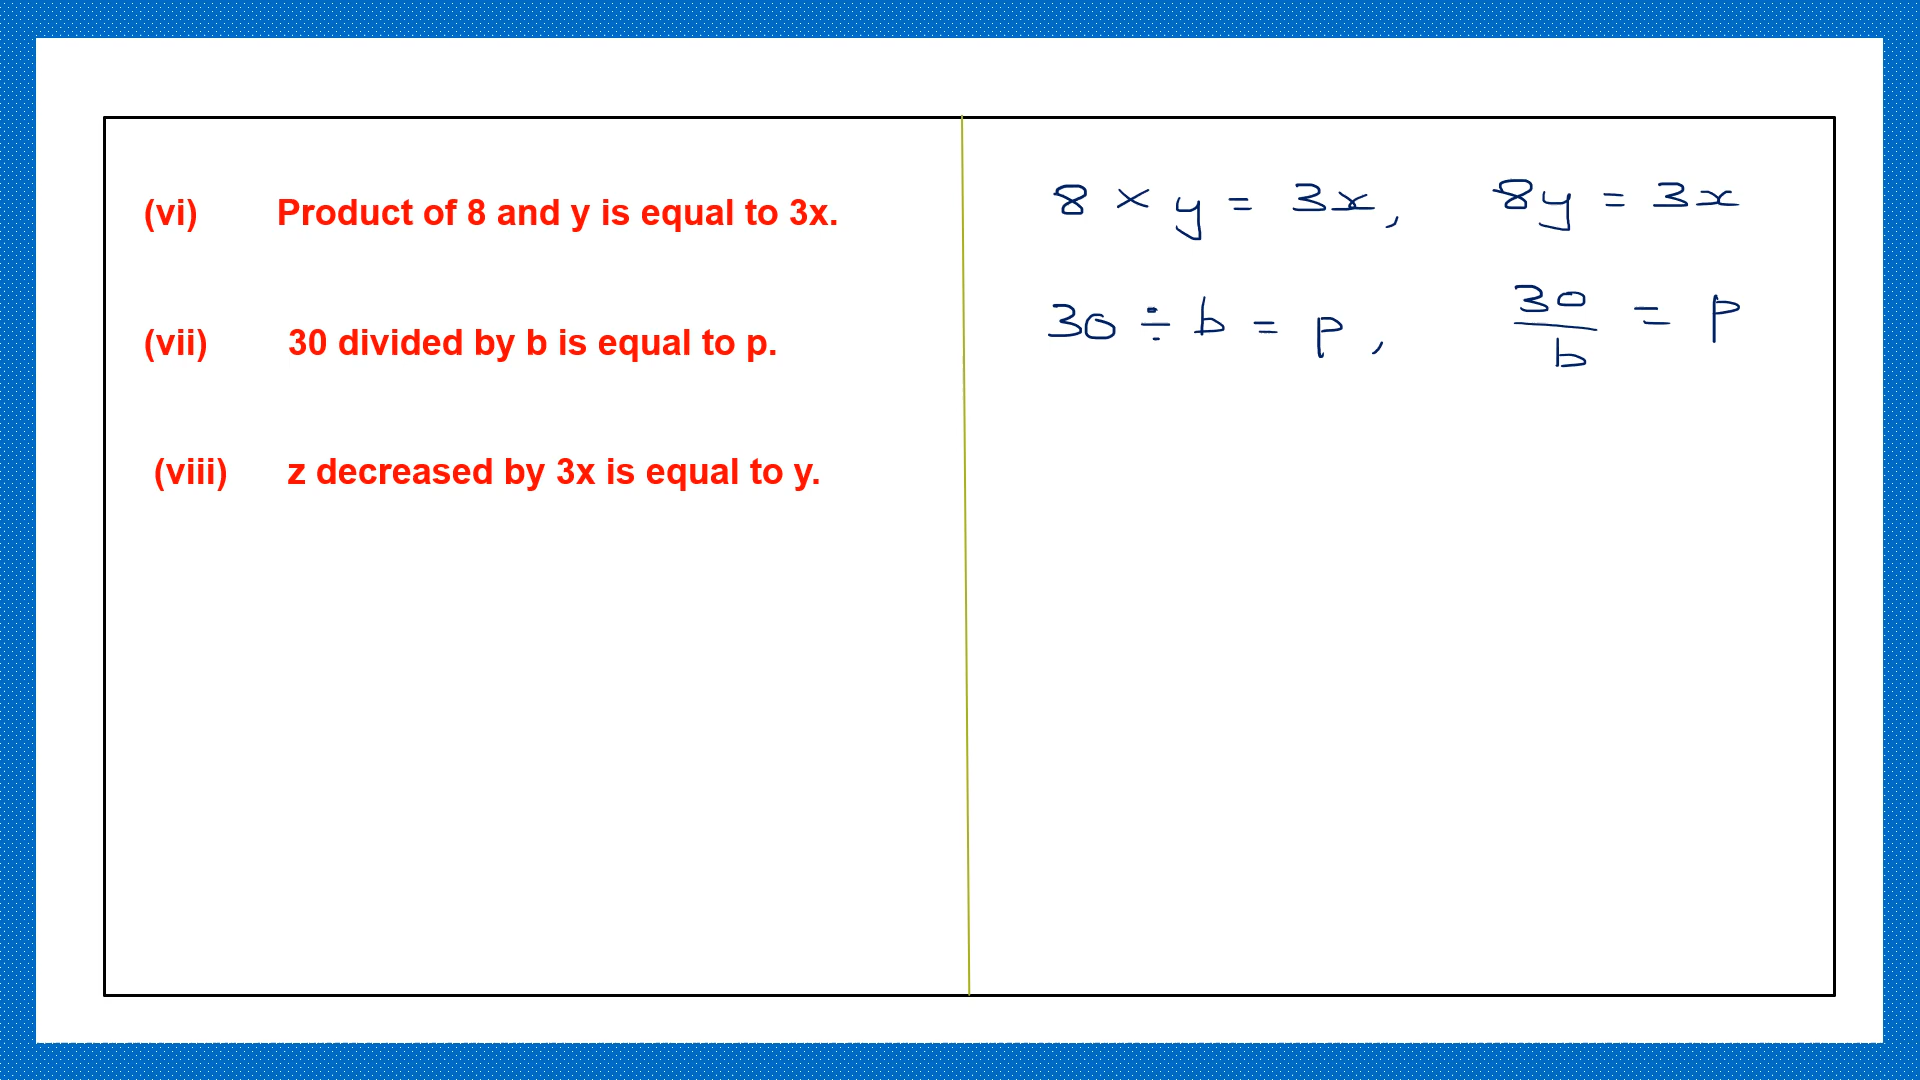 (vi) Product of 8 and y is equal to 3x. 8 × y = 3x, 8y = 3x
(vii) 30 divided by b is equal to p. 30 ÷ b = p, 30/b = p
(viii) z decreased by 3x is equal to y.